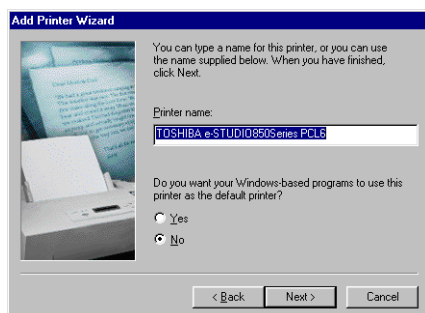 Add Printer Wizard
You can type a name for this printer, or you can use
the name supplied below. When you have finished,
click Next.
Printer name:
TOSHIBA e-STUDIO850Series PCL6
Do you want your Windows-based programs to use this
printer as the default printer?
Yes
No
< Back
Next >
Cancel